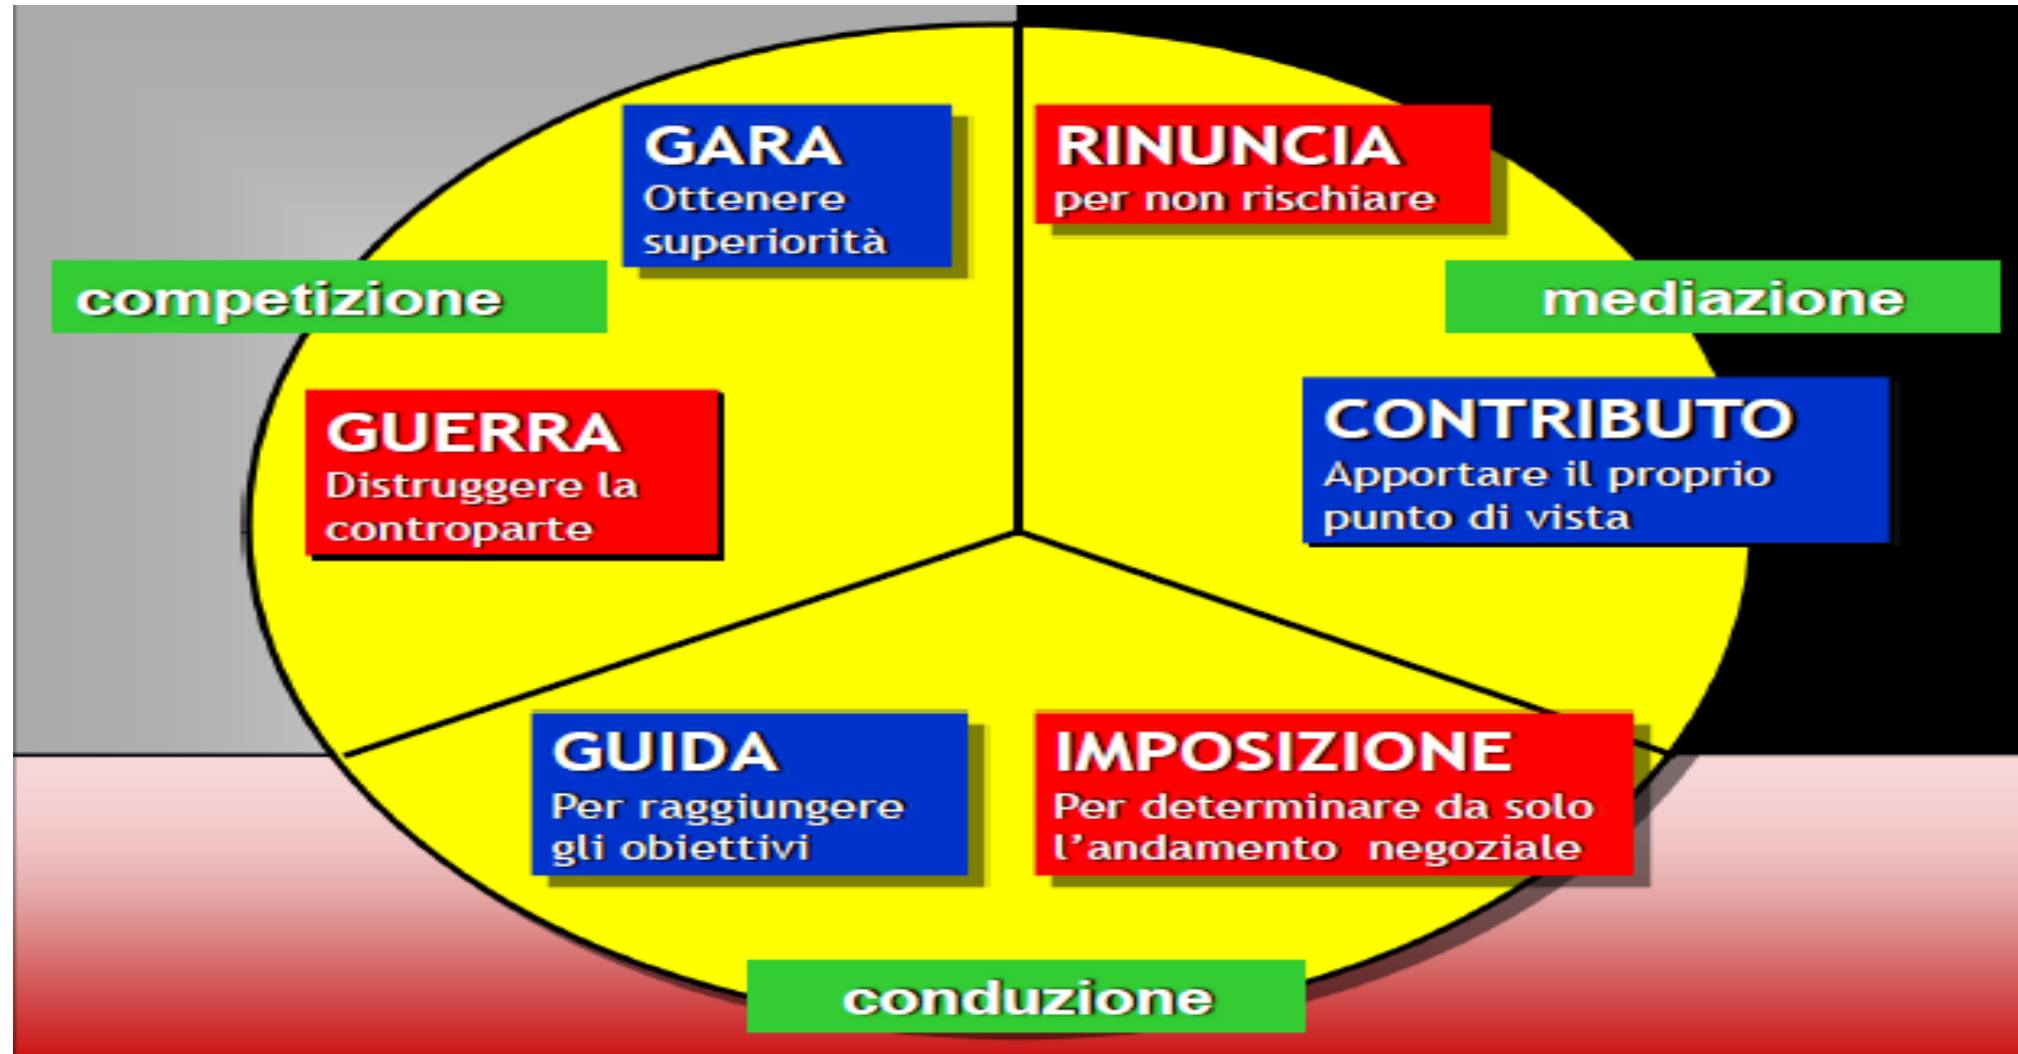 GARA
Ottenere
superiorità
RINUNCIA
per non rischiare
competizione
mediazione
GUERRA
Distruggere la
controparte
CONTRIBUTO
Apportare il proprio
punto di vista
GUIDA
Per raggiungere
gli obiettivi
IMPOSIZIONE
Per determinare da solo
l’andamento negoziale
conduzione